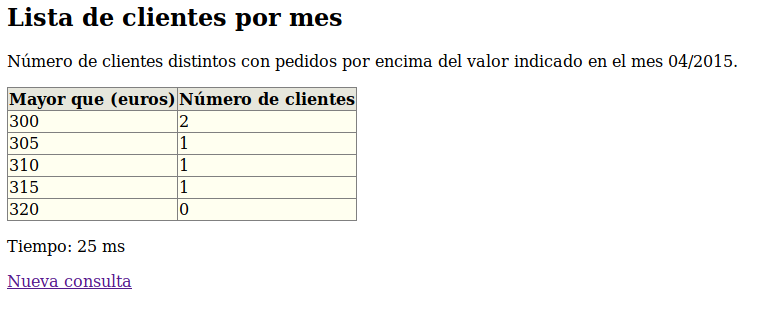 Lista de clientes por mes
Número de clientes distintos con pedidos por encima del valor indicado en el mes 04/2015.
Mayor que (euros) Número de clientes
300 2
305 1
310 1
315 1
320 0
Tiempo: 25 ms
Nueva consulta